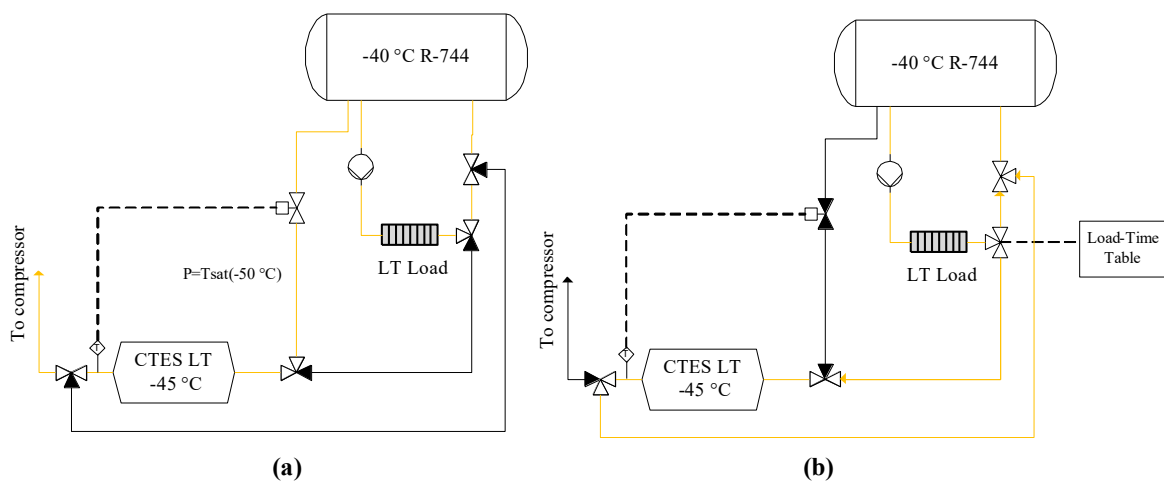 -40 °C R-744
P=Tsat(-50 °C)
LT Load
To compressor
T
CTES LT
-45 °C
(a)
-40 °C R-744
LT Load
Load-Time
Table
To compressor
T
CTES LT
-45 °C
(b)